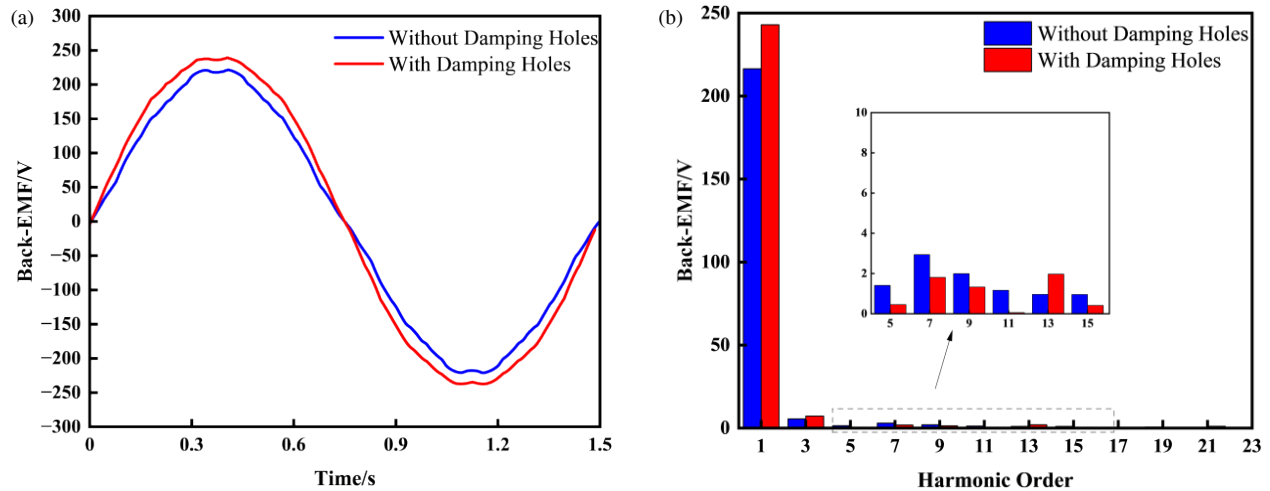 (a)
300
250
200
150
100
50
0
−50
−100
−150
−200
−250
−300
Back-EMF/V
Without Damping Holes
With Damping Holes
0 0.3 0.6 0.9 1.2 1.5
Time/s
(b)
250
200
150
100
50
0
Back-EMF/V
Without Damping Holes
With Damping Holes
10
8
6
4
2
0
5 7 9 11 13 15
1 3 5 7 9 11 13 15 17 19 21 23
Harmonic Order